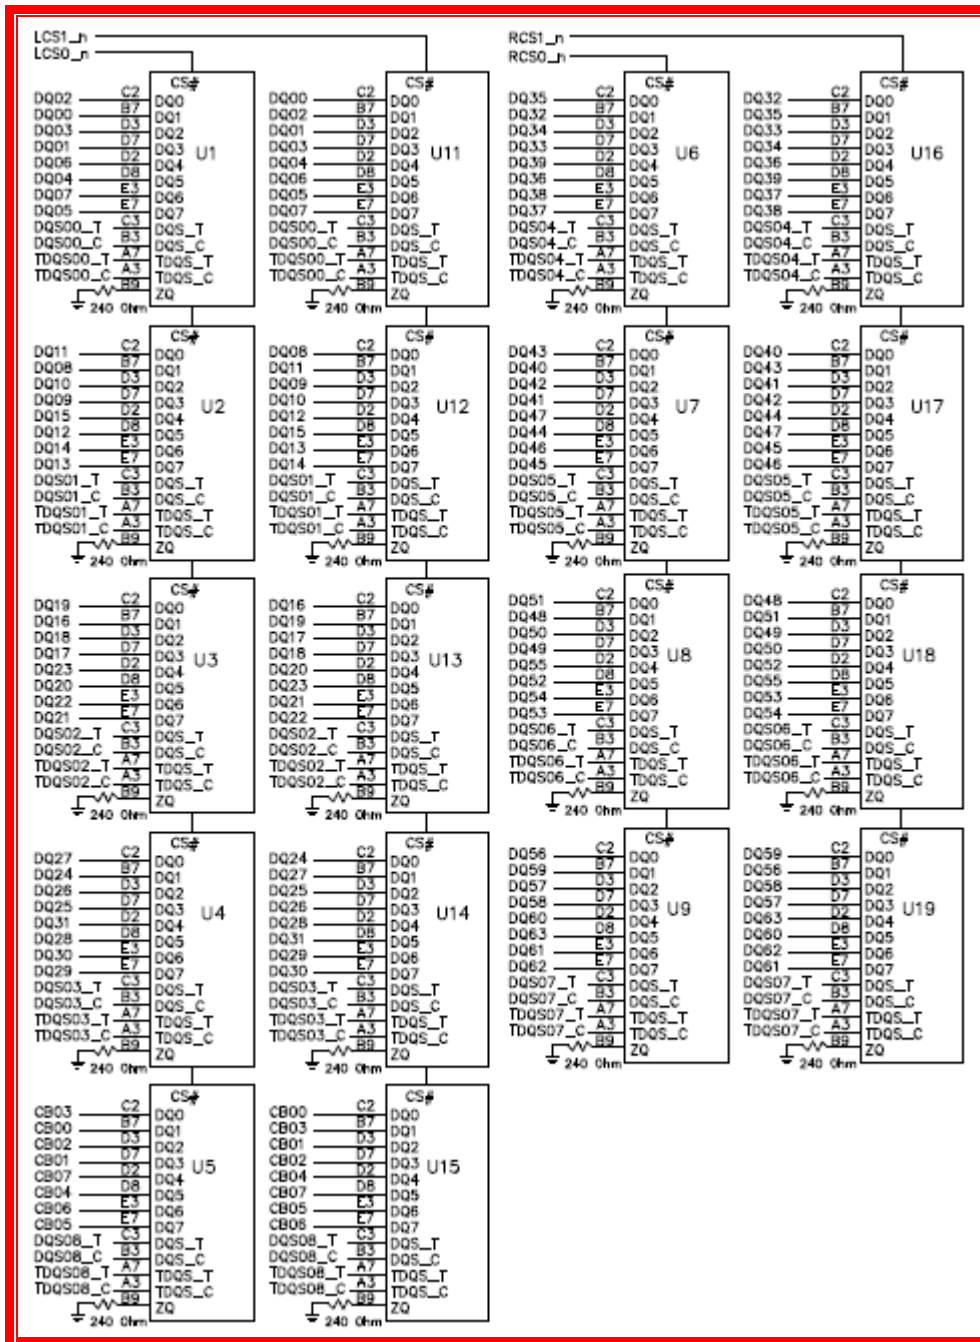 LCS1_n
LCS0_n
CS#
DQ02 C2 DQ0
DQ00 B7 DQ1
DQ03 D3 DQ2
DQ01 D7 DQ3 U1
DQ06 D2 DQ4
DQ04 D8 DQ5
DQ07 E3 DQ6
DQ05 E7 DQ7
DQS00_T C3 DQS_T
DQS00_C B3 DQS_C
TDQS00_T A7 TDQS_T
TDQS00_C A3 TDQS_C
B9 ZQ
240 Ohm
CS#
DQ11 C2 DQ0
DQ08 B7 DQ1
DQ10 D3 DQ2
DQ09 D7 DQ3 U2
DQ15 D2 DQ4
DQ12 D8 DQ5
DQ14 E3 DQ6
DQ13 E7 DQ7
DQS01_T C3 DQS_T
DQS01_C B3 DQS_C
TDQS01_T A7 TDQS_T
TDQS01_C A3 TDQS_C
B9 ZQ
240 Ohm
CS#
DQ19 C2 DQ0
DQ16 B7 DQ1
DQ18 D3 DQ2
DQ17 D7 DQ3 U3
DQ23 D2 DQ4
DQ20 D8 DQ5
DQ22 E3 DQ6
DQ21 E7 DQ7
DQS02_T C3 DQS_T
DQS02_C B3 DQS_C
TDQS02_T A7 TDQS_T
TDQS02_C A3 TDQS_C
B9 ZQ
240 Ohm
CS#
DQ27 C2 DQ0
DQ24 B7 DQ1
DQ26 D3 DQ2
DQ25 D7 DQ3 U4
DQ31 D2 DQ4
DQ28 D8 DQ5
DQ30 E3 DQ6
DQ29 E7 DQ7
DQS03_T C3 DQS_T
DQS03_C B3 DQS_C
TDQS03_T A7 TDQS_T
TDQS03_C A3 TDQS_C
B9 ZQ
240 Ohm
CS#
CB03 C2 DQ0
CB00 B7 DQ1
CB02 D3 DQ2
CB01 D7 DQ3 U5
CB07 D2 DQ4
CB04 D8 DQ5
CB06 E3 DQ6
CB05 E7 DQ7
DQS08_T C3 DQS_T
DQS08_C B3 DQS_C
TDQS08_T A7 TDQS_T
TDQS08_C A3 TDQS_C
B9 ZQ
240 Ohm
CS#
DQ00 C2 DQ0
DQ02 B7 DQ1
DQ01 D3 DQ2
DQ03 D7 DQ3 U11
DQ04 D2 DQ4
DQ06 D8 DQ5
DQ05 E3 DQ6
DQ07 E7 DQ7
DQS00_T C3 DQS_T
DQS00_C B3 DQS_C
TDQS00_T A7 TDQS_T
TDQS00_C A3 TDQS_C
B9 ZQ
240 Ohm
CS#
DQ08 C2 DQ0
DQ11 B7 DQ1
DQ09 D3 DQ2
DQ10 D7 DQ3 U12
DQ12 D2 DQ4
DQ15 D8 DQ5
DQ13 E3 DQ6
DQ14 E7 DQ7
DQS01_T C3 DQS_T
DQS01_C B3 DQS_C
TDQS01_T A7 TDQS_T
TDQS01_C A3 TDQS_C
B9 ZQ
240 Ohm
CS#
DQ16 C2 DQ0
DQ19 B7 DQ1
DQ17 D3 DQ2
DQ18 D7 DQ3 U13
DQ20 D2 DQ4
DQ23 D8 DQ5
DQ21 E3 DQ6
DQ22 E7 DQ7
DQS02_T C3 DQS_T
DQS02_C B3 DQS_C
TDQS02_T A7 TDQS_T
TDQS02_C A3 TDQS_C
B9 ZQ
240 Ohm
CS#
DQ24 C2 DQ0
DQ27 B7 DQ1
DQ25 D3 DQ2
DQ26 D7 DQ3 U14
DQ28 D2 DQ4
DQ31 D8 DQ5
DQ29 E3 DQ6
DQ30 E7 DQ7
DQS03_T C3 DQS_T
DQS03_C B3 DQS_C
TDQS03_T A7 TDQS_T
TDQS03_C A3 TDQS_C
B9 ZQ
240 Ohm
CS#
CB00 C2 DQ0
CB03 B7 DQ1
CB01 D3 DQ2
CB02 D7 DQ3 U15
CB04 D2 DQ4
CB07 D8 DQ5
CB05 E3 DQ6
CB06 E7 DQ7
DQS08_T C3 DQS_T
DQS08_C B3 DQS_C
TDQS08_T A7 TDQS_T
TDQS08_C A3 TDQS_C
B9 ZQ
240 Ohm
RCS1_n
RCS0_n
CS#
DQ35 C2 DQ0
DQ32 B7 DQ1
DQ34 D3 DQ2
DQ33 D7 DQ3 U6
DQ39 D2 DQ4
DQ36 D8 DQ5
DQ38 E3 DQ6
DQ37 E7 DQ7
DQS04_T C3 DQS_T
DQS04_C B3 DQS_C
TDQS04_T A7 TDQS_T
TDQS04_C A3 TDQS_C
B9 ZQ
240 Ohm
CS#
DQ43 C2 DQ0
DQ40 B7 DQ1
DQ42 D3 DQ2
DQ41 D7 DQ3 U7
DQ47 D2 DQ4
DQ44 D8 DQ5
DQ46 E3 DQ6
DQ45 E7 DQ7
DQS05_T C3 DQS_T
DQS05_C B3 DQS_C
TDQS05_T A7 TDQS_T
TDQS05_C A3 TDQS_C
B9 ZQ
240 Ohm
CS#
DQ51 C2 DQ0
DQ48 B7 DQ1
DQ50 D3 DQ2
DQ49 D7 DQ3 U8
DQ55 D2 DQ4
DQ52 D8 DQ5
DQ54 E3 DQ6
DQ53 E7 DQ7
DQS06_T C3 DQS_T
DQS06_C B3 DQS_C
TDQS06_T A7 TDQS_T
TDQS06_C A3 TDQS_C
B9 ZQ
240 Ohm
CS#
DQ56 C2 DQ0
DQ59 B7 DQ1
DQ57 D3 DQ2
DQ58 D7 DQ3 U9
DQ60 D2 DQ4
DQ63 D8 DQ5
DQ61 E3 DQ6
DQ62 E7 DQ7
DQS07_T C3 DQS_T
DQS07_C B3 DQS_C
TDQS07_T A7 TDQS_T
TDQS07_C A3 TDQS_C
B9 ZQ
240 Ohm
CS#
DQ32 C2 DQ0
DQ35 B7 DQ1
DQ33 D3 DQ2
DQ34 D7 DQ3 U16
DQ36 D2 DQ4
DQ39 D8 DQ5
DQ37 E3 DQ6
DQ38 E7 DQ7
DQS04_T C3 DQS_T
DQS04_C B3 DQS_C
TDQS04_T A7 TDQS_T
TDQS04_C A3 TDQS_C
B9 ZQ
240 Ohm
CS#
DQ40 C2 DQ0
DQ43 B7 DQ1
DQ41 D3 DQ2
DQ42 D7 DQ3 U17
DQ44 D2 DQ4
DQ47 D8 DQ5
DQ45 E3 DQ6
DQ46 E7 DQ7
DQS05_T C3 DQS_T
DQS05_C B3 DQS_C
TDQS05_T A7 TDQS_T
TDQS05_C A3 TDQS_C
B9 ZQ
240 Ohm
CS#
DQ48 C2 DQ0
DQ51 B7 DQ1
DQ49 D3 DQ2
DQ50 D7 DQ3 U18
DQ52 D2 DQ4
DQ55 D8 DQ5
DQ53 E3 DQ6
DQ54 E7 DQ7
DQS06_T C3 DQS_T
DQS06_C B3 DQS_C
TDQS06_T A7 TDQS_T
TDQS06_C A3 TDQS_C
B9 ZQ
240 Ohm
CS#
DQ59 C2 DQ0
DQ56 B7 DQ1
DQ58 D3 DQ2
DQ57 D7 DQ3 U19
DQ63 D2 DQ4
DQ60 D8 DQ5
DQ62 E3 DQ6
DQ61 E7 DQ7
DQS07_T C3 DQS_T
DQS07_C B3 DQS_C
TDQS07_T A7 TDQS_T
TDQS07_C A3 TDQS_C
B9 ZQ
240 Ohm